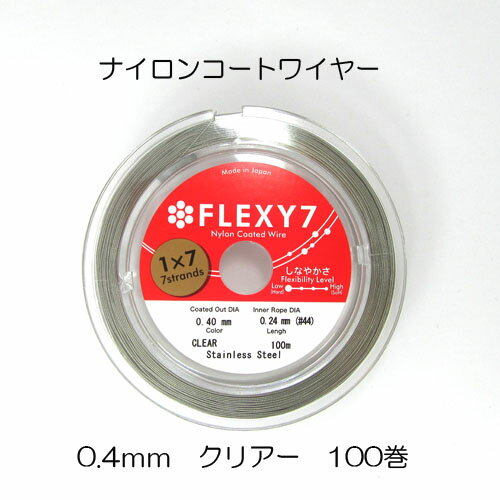 ナイロンコートワイヤー
Made in Japan
FLEXY7
Nylon Coated Wire
1×7
7strands
しなやかさ
Flexibility Level
Low High
(Hard) (Soft)
Coated Out DIA Inner Rope DIA
0.40 mm 0.24 mm (#44)
Color Lengh
CLEAR 100m
Stainless Steel
0.4mm クリアー 100巻